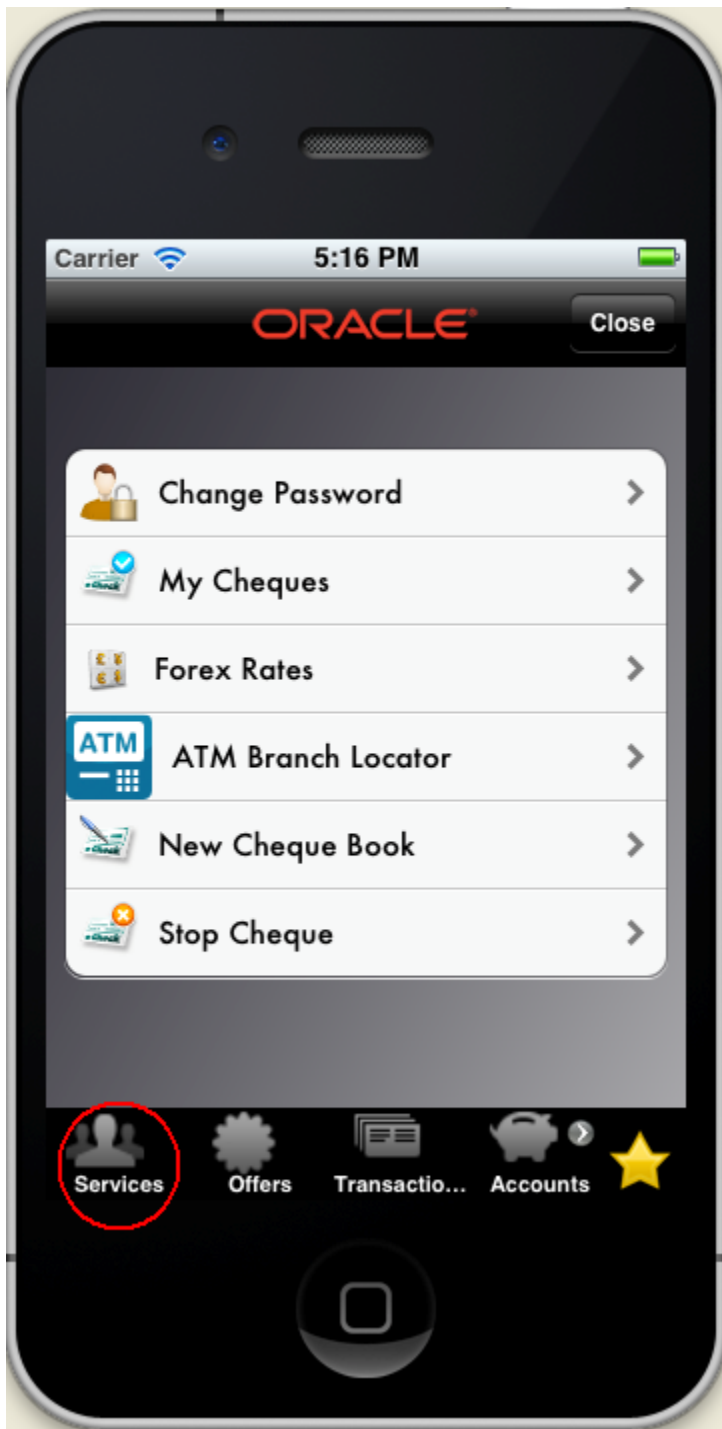 Carrier 5:16 PM
ORACLE® Close
Change Password
My Cheques
Forex Rates
ATM ATM Branch Locator
New Cheque Book
Stop Cheque
Services Offers Transactio... Accounts